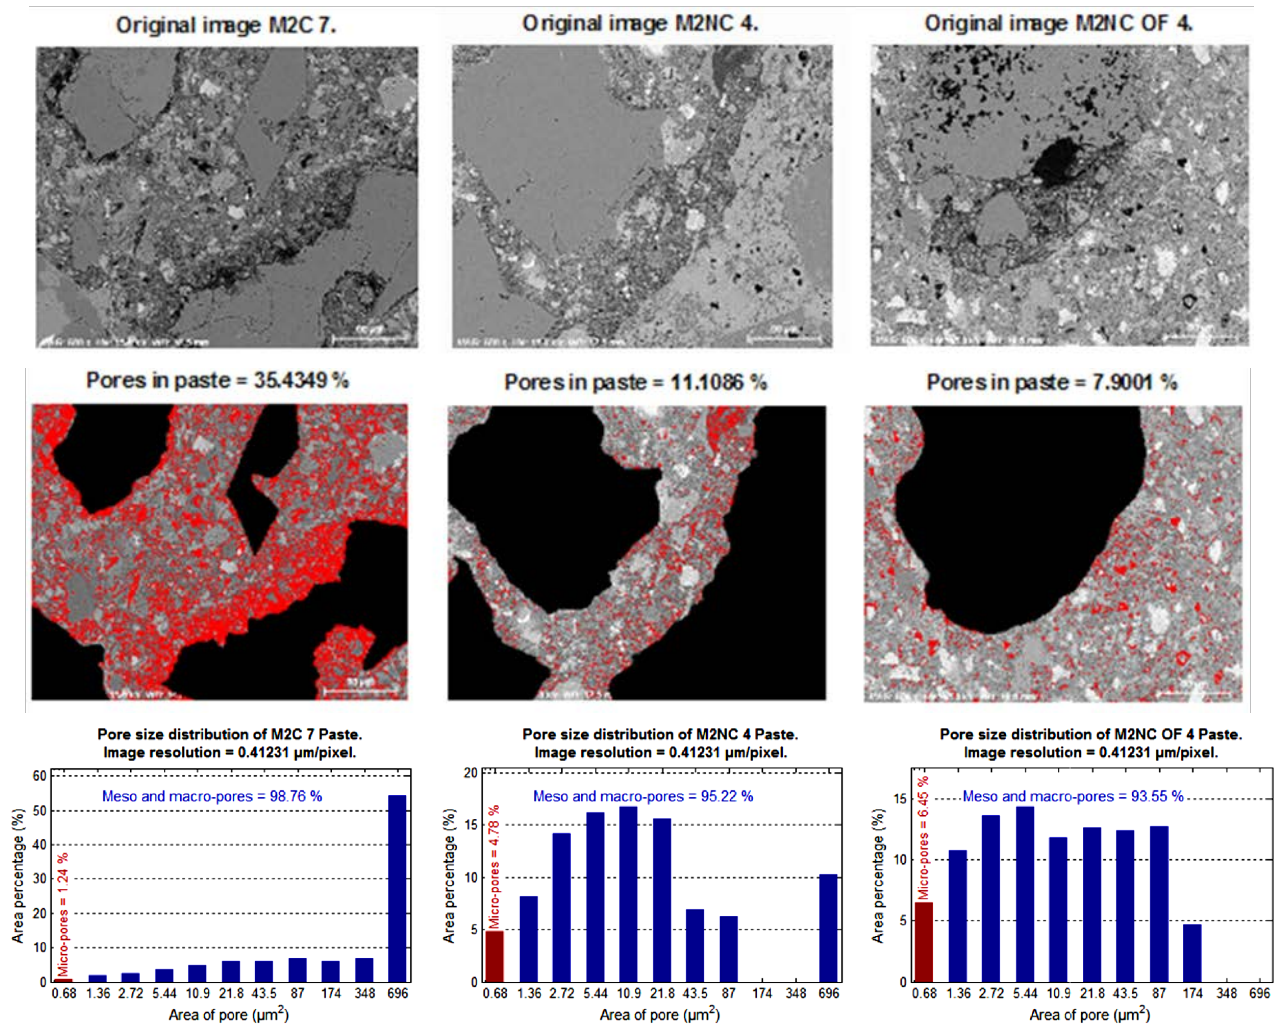 Original image M2C 7.
Original image M2NC 4.
Original image M2NC OF 4.
Pores in paste = 35.4349 %
Pores in paste = 11.1086 %
Pores in paste = 7.9001 %
Pore size distribution of M2C 7 Paste.
Image resolution = 0.41231 µm/pixel.
60
50
40
30
20
10
0
Area percentage (%)
Meso and macro-pores = 98.76 %
Micro-pores = 1.24 %
0.68 1.36 2.72 5.44 10.9 21.8 43.5 87 174 348 696
Area of pore (µm²)
Pore size distribution of M2NC 4 Paste.
Image resolution = 0.41231 µm/pixel.
20
15
10
5
0
Area percentage (%)
Meso and macro-pores = 95.22 %
Micro-pores = 4.78 %
0.68 1.36 2.72 5.44 10.9 21.8 43.5 87 174 348 696
Area of pore (µm²)
Pore size distribution of M2NC OF 4 Paste.
Image resolution = 0.41231 µm/pixel.
15
10
5
0
Area percentage (%)
Meso and macro-pores = 93.55 %
Micro-pores = 6.45 %
0.68 1.36 2.72 5.44 10.9 21.8 43.5 87 174 348 696
Area of pore (µm²)